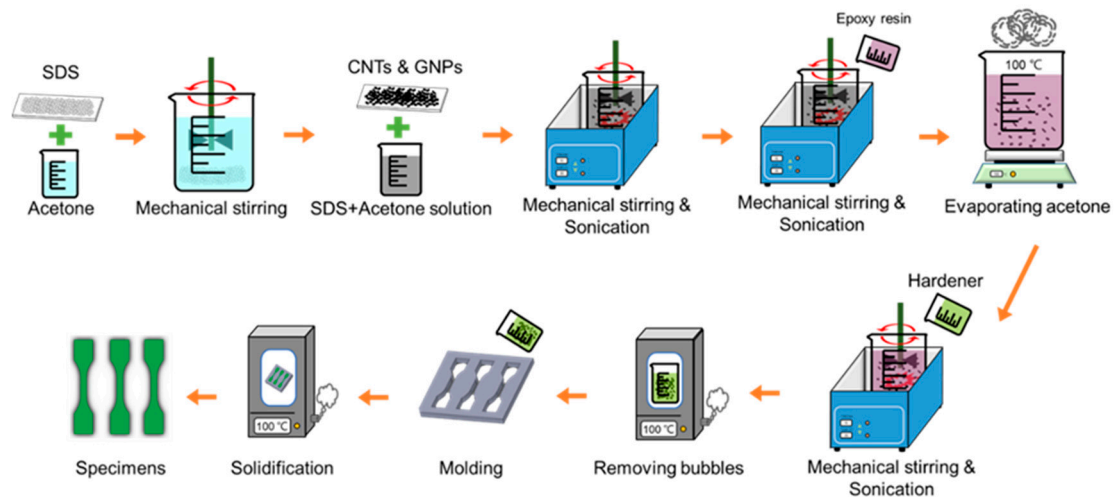 SDS
Acetone
Mechanical stirring
CNTs & GNPs
SDS+Acetone solution
Mechanical stirring &
Sonication
Epoxy resin
Mechanical stirring &
Sonication
100 ℃
Evaporating acetone
Hardener
Mechanical stirring &
Sonication
100 ℃
Removing bubbles
Molding
100 ℃
Solidification
Specimens